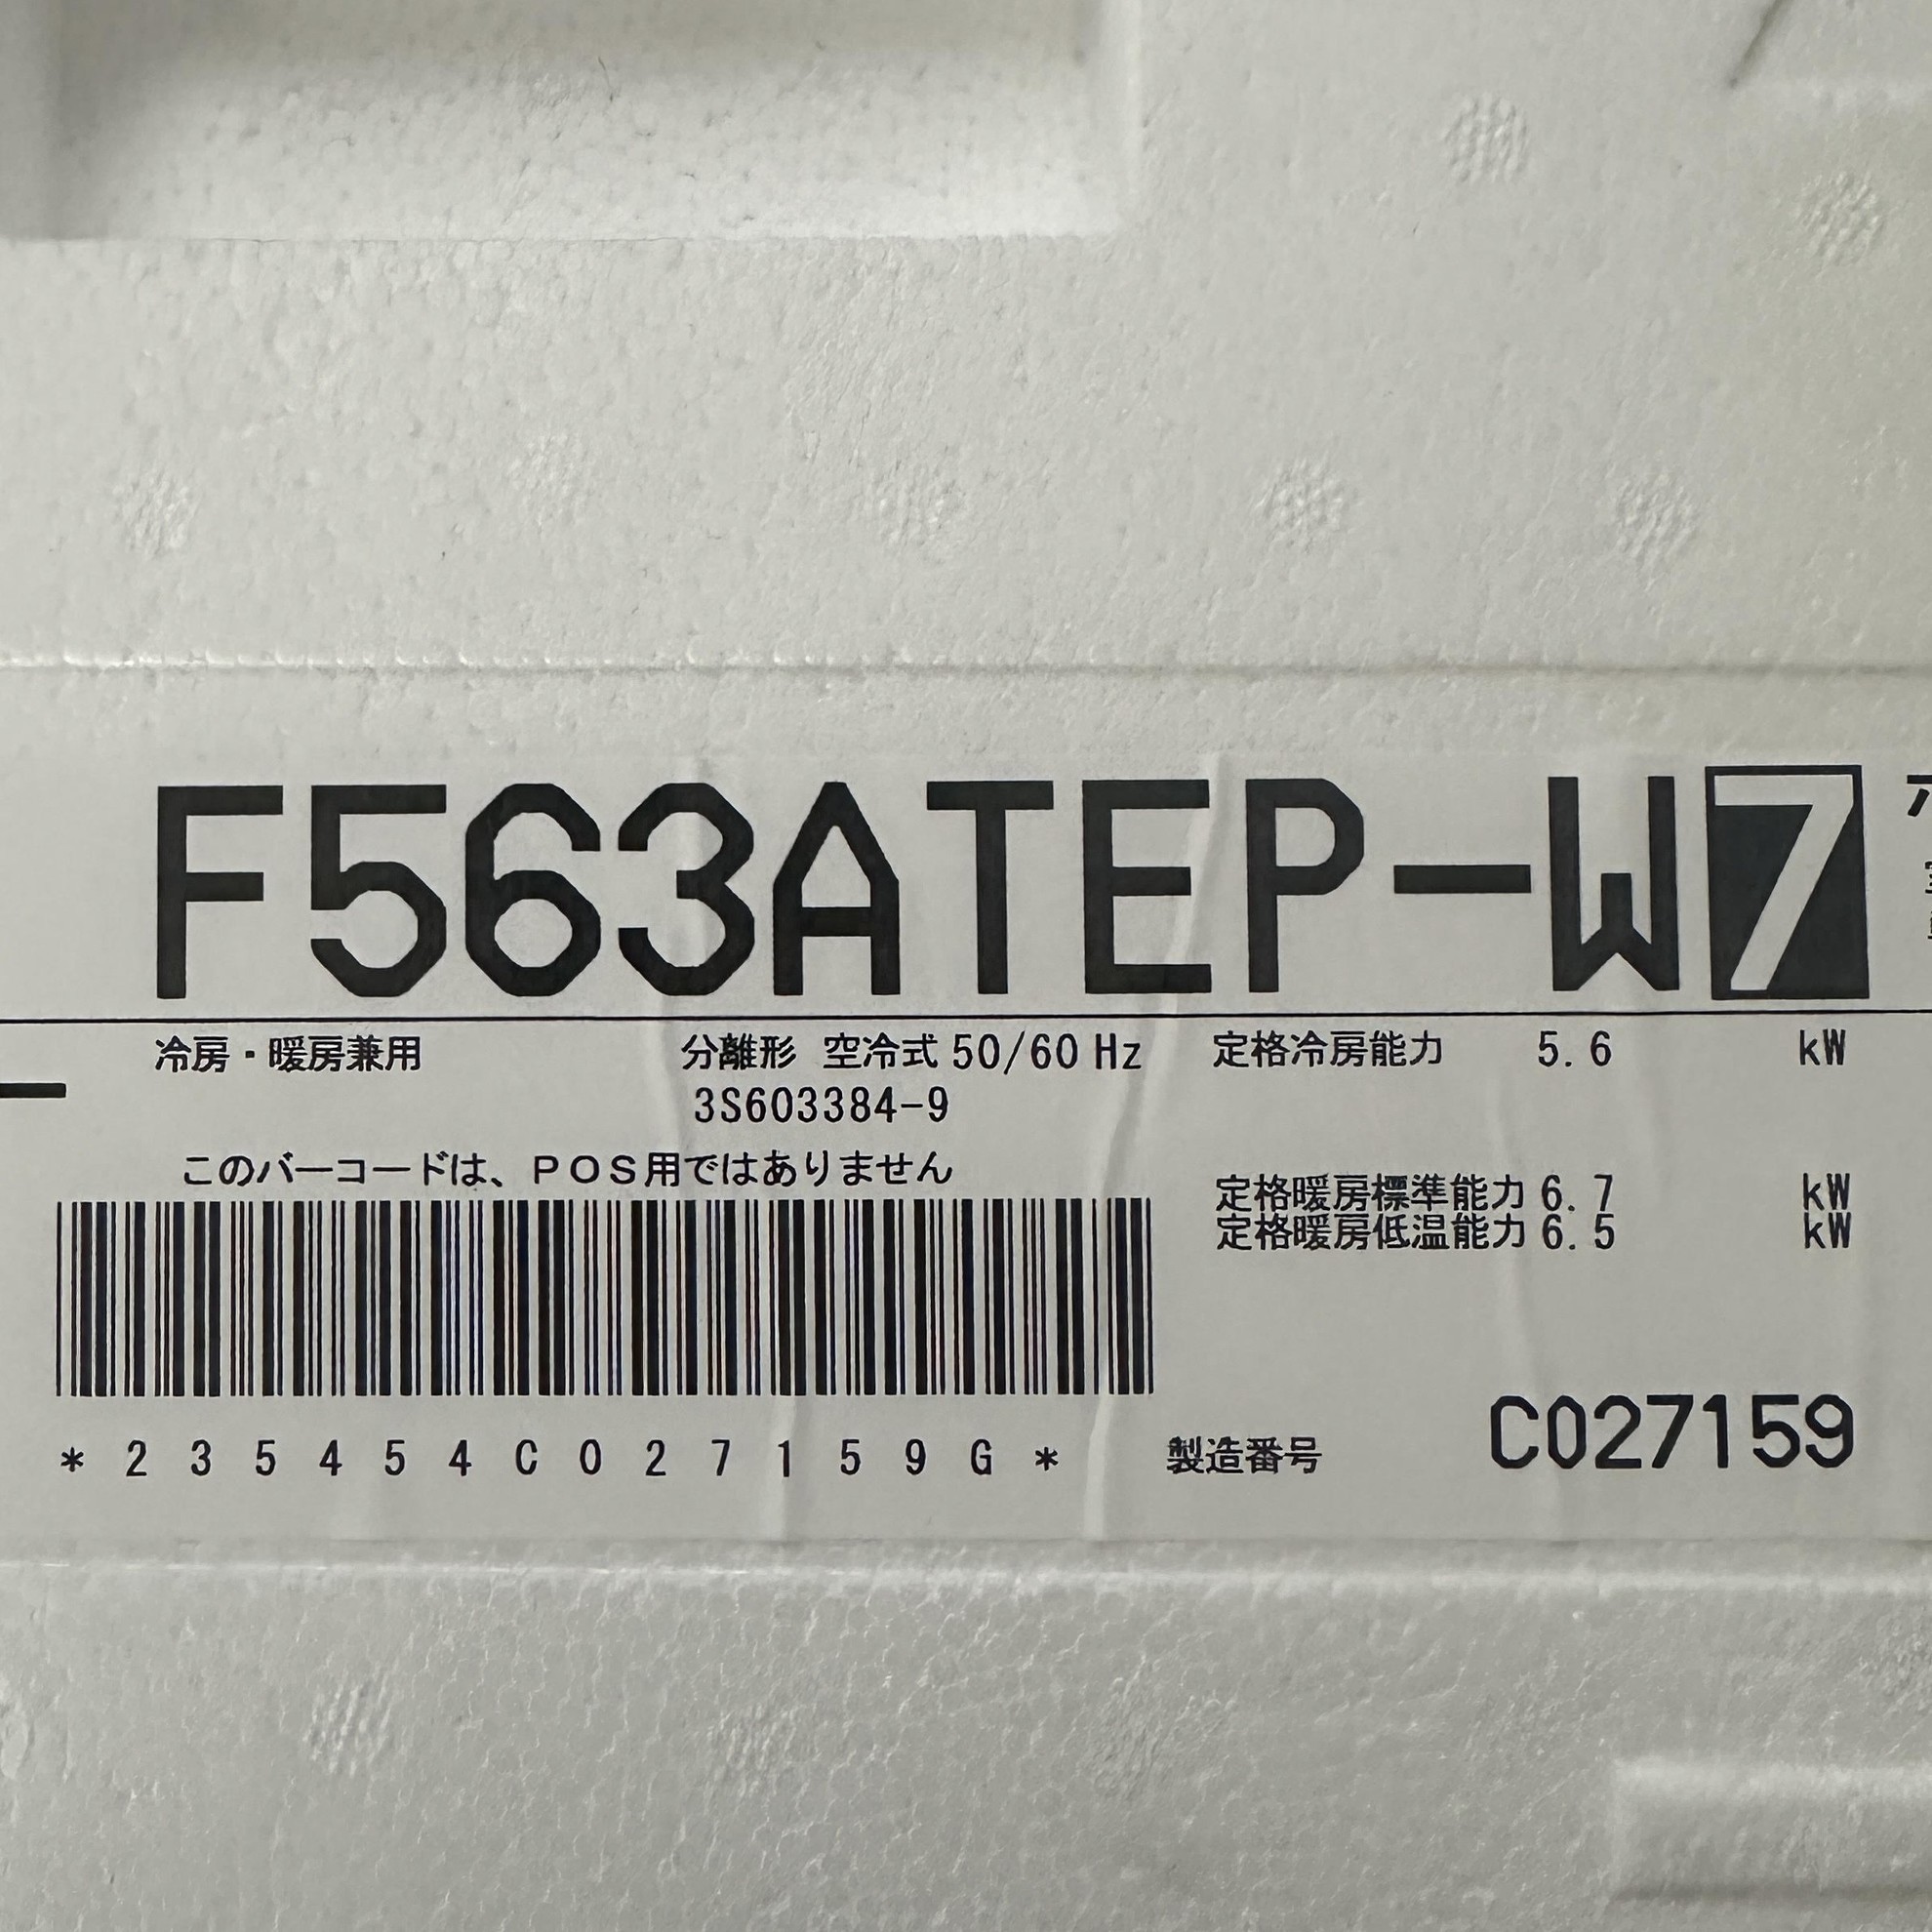 F563ATEP-W7
冷房・暖房兼用 分離形 空冷式 50/60 Hz 定格冷房能力 5.6 kW
3S603384-9
このバーコードは、POS用ではありません
定格暖房標準能力 6.7 kW
定格暖房低温能力 6.5 kW
*235454C027159G* 製造番号 C027159